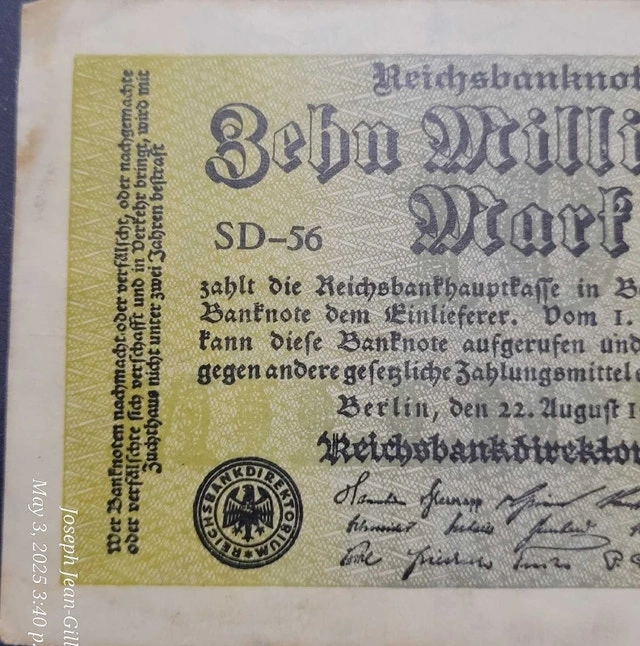 Reichsbanknot
Zehn Milli
Mark
SD-56
zahlt die Reichsbankhauptkasse in B
Banknote dem Einlieferer. Vom 1.
kann diese Banknote aufgerufen und
gegen andere gesetzliche Zahlungsmittel
Berlin, den 22. August 1
Reichsbankdirekto
REICHSBANKDIREKTORIUM
Wer Banknoten nachmacht oder verfälscht, oder nachgemachte
oder verfälschte sich verschafft und in Verkehr bringt, wird mit
Zuchthaus nicht unter zwei Jahren bestraft
Joseph Jean-Gill
May 3, 2025 3:40 p.